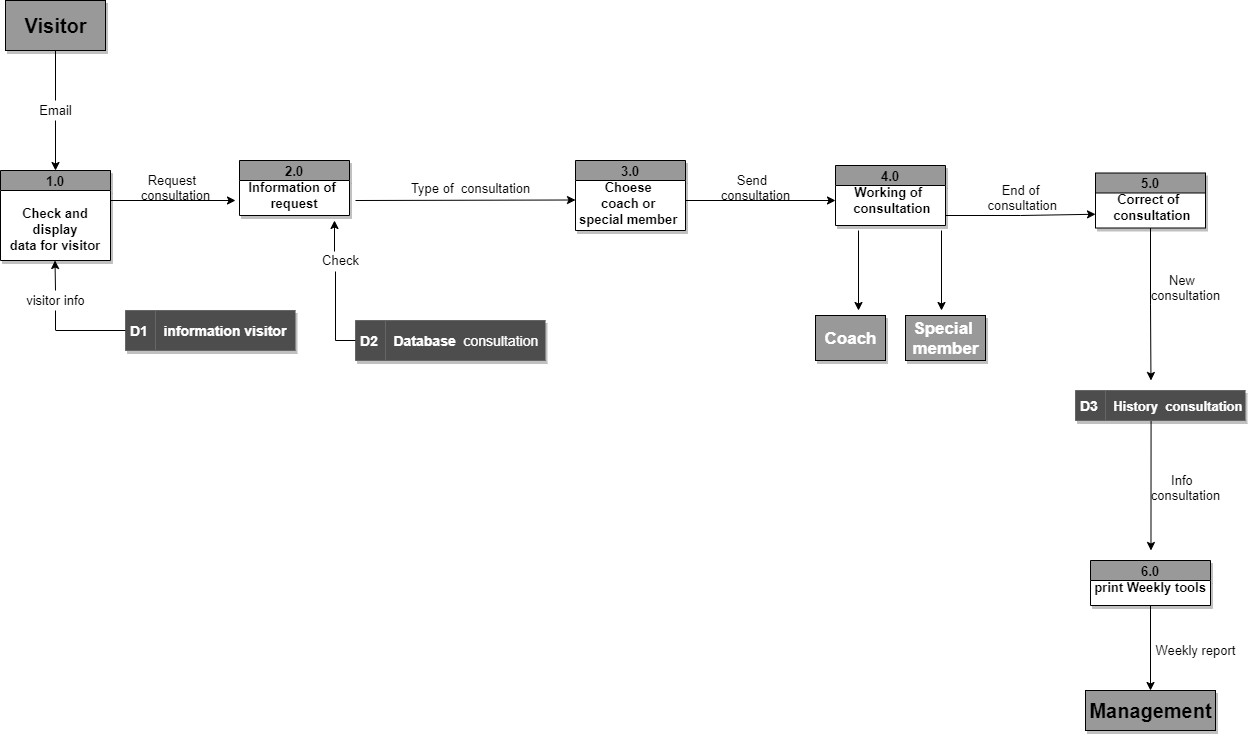 Visitor
Email
1.0
Check and
display
data for visitor
visitor info
D1 information visitor
Request
consultation
2.0
Information of
request
Check
D2 Database consultation
Type of consultation
3.0
Choese
coach or
special member
Send
consultation
4.0
Working of
consultation
Coach
Special
member
End of
consultation
5.0
Correct of
consultation
New
consultation
D3 History consultation
Info
consultation
6.0
print Weekly tools
Weekly report
Management